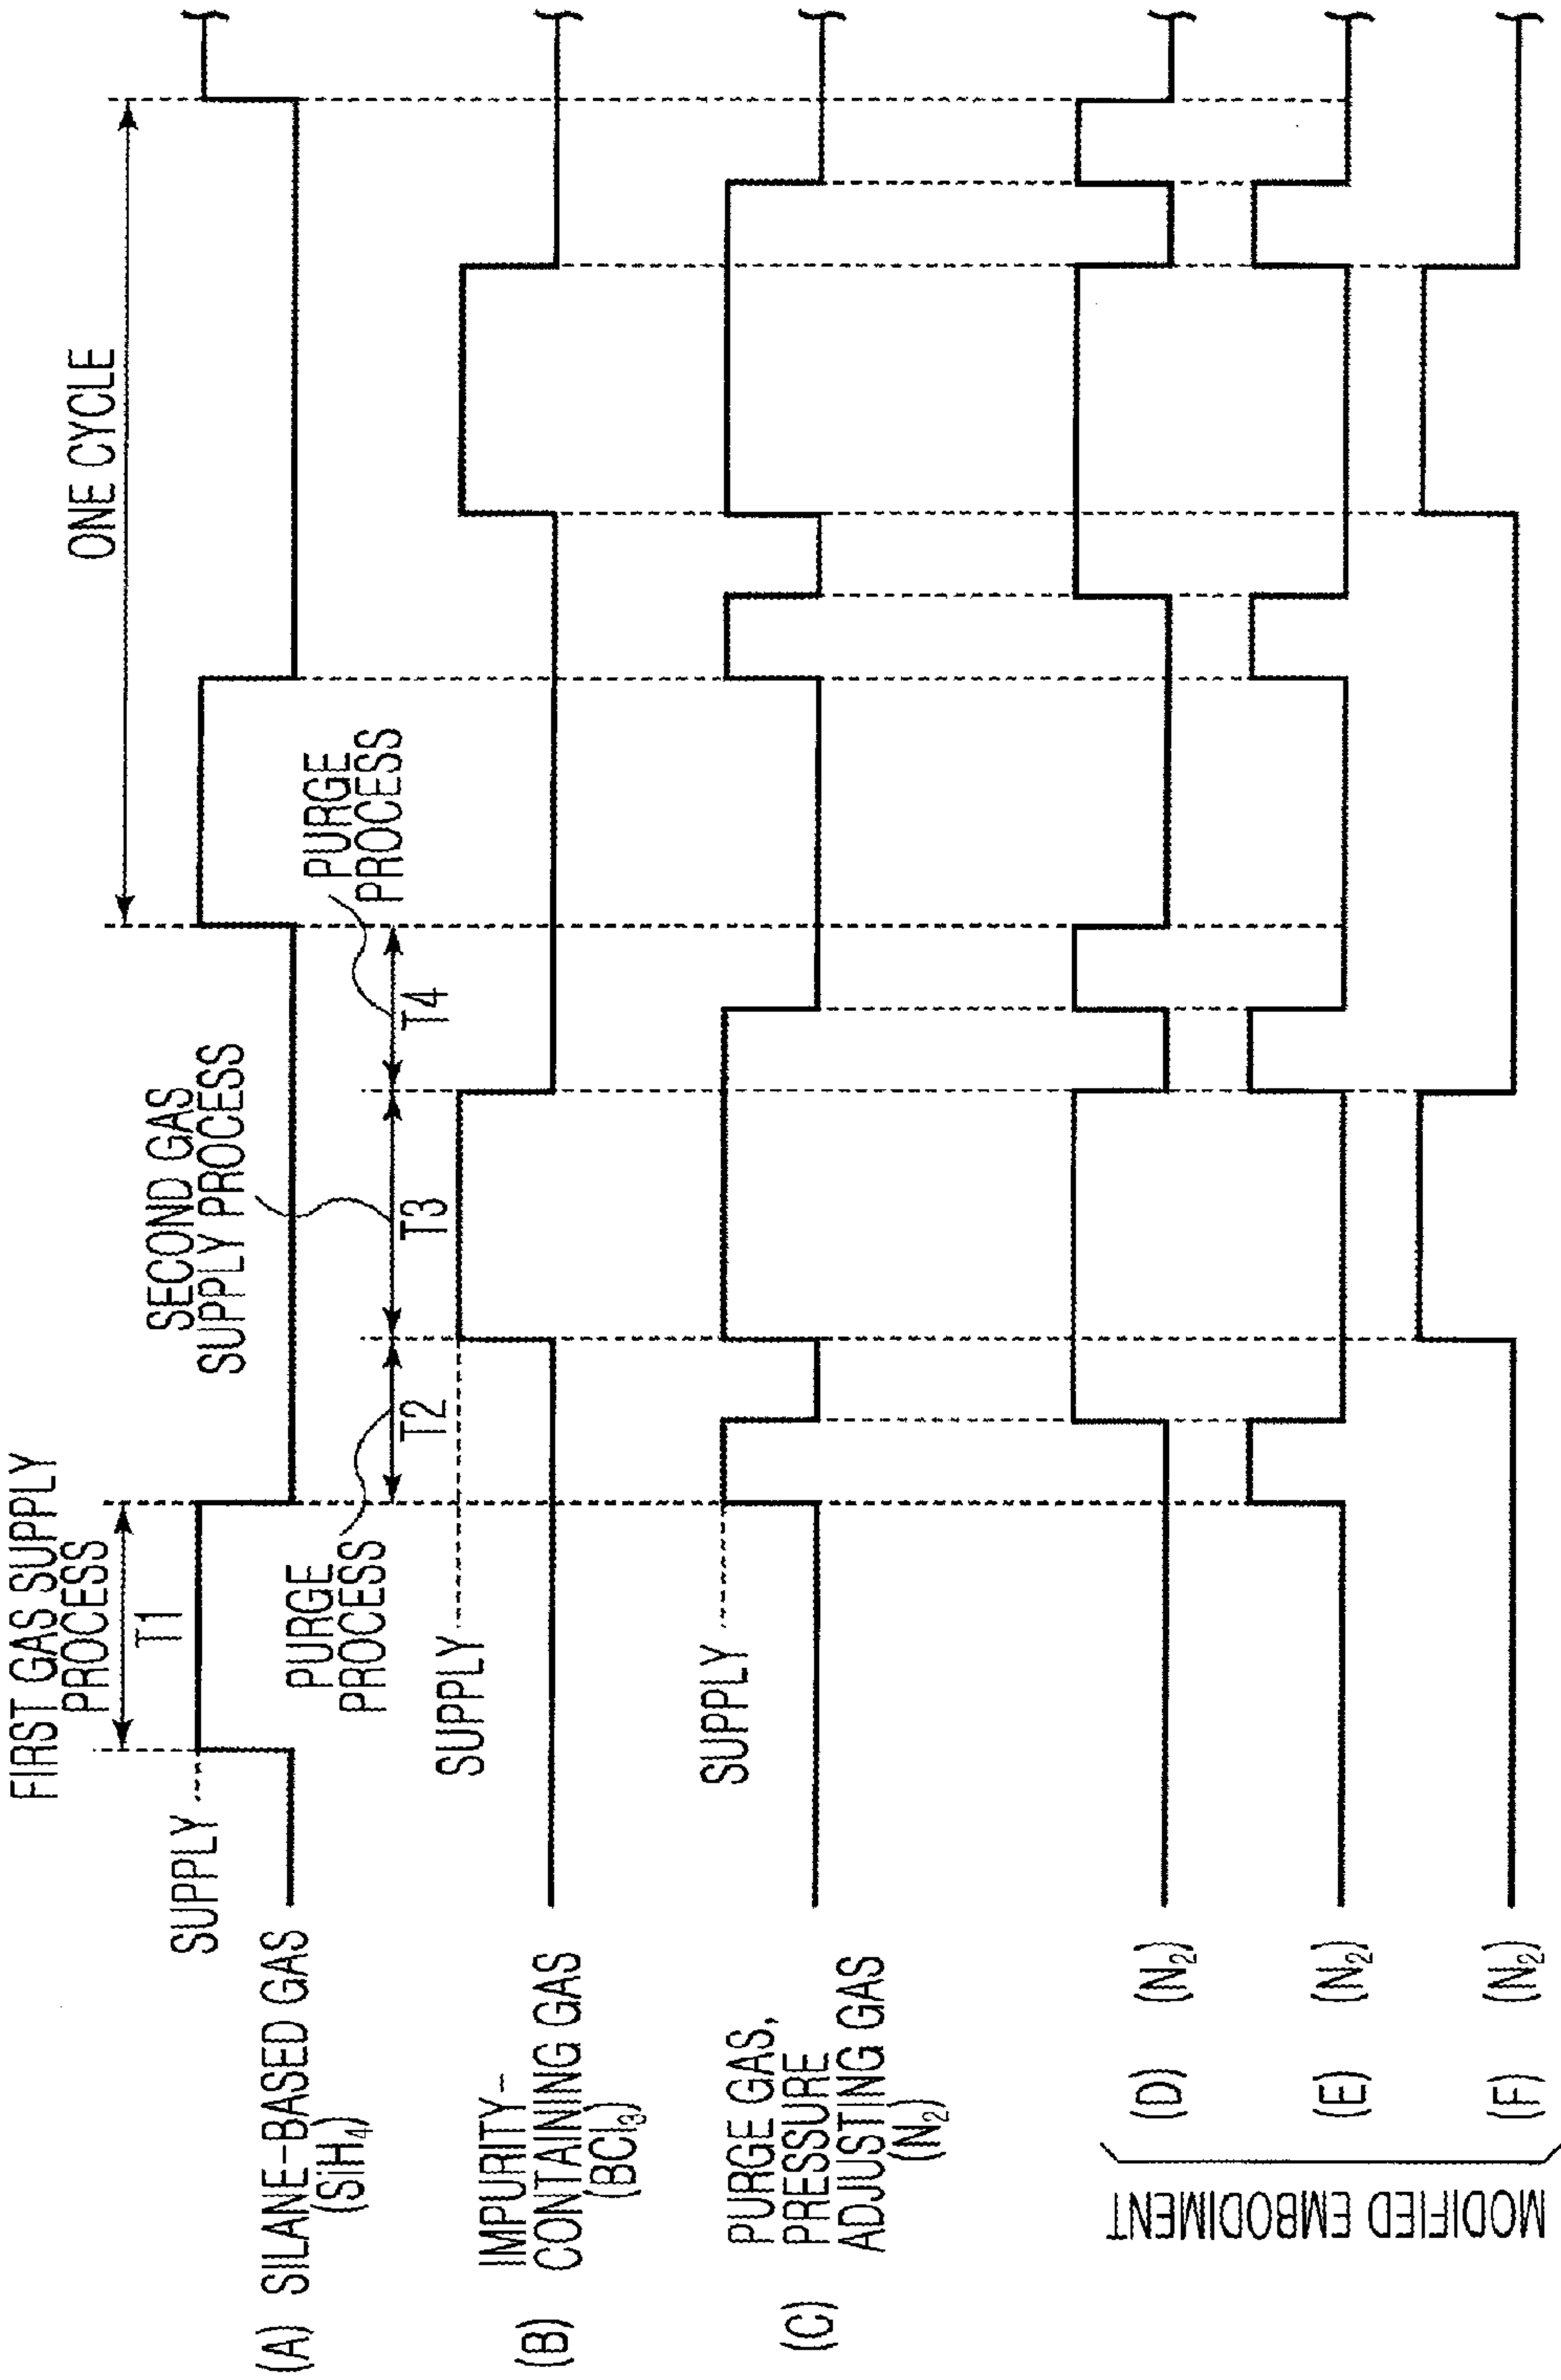 FIRST GAS SUPPLY
PROCESS
T1
ONE CYCLE
SECOND GAS
SUPPLY PROCESS
PURGE
PROCESS
PURGE
PROCESS
T2
T3
T4
SUPPLY
(A) SILANE-BASED GAS
(SiH₄)
SUPPLY
(B) IMPURITY-
CONTAINING GAS
(BCl₃)
SUPPLY
(C) PURGE GAS,
PRESSURE
ADJUSTING GAS
(N₂)
MODIFIED EMBODIMENT
(D) (N₂)
(E) (N₂)
(F) (N₂)